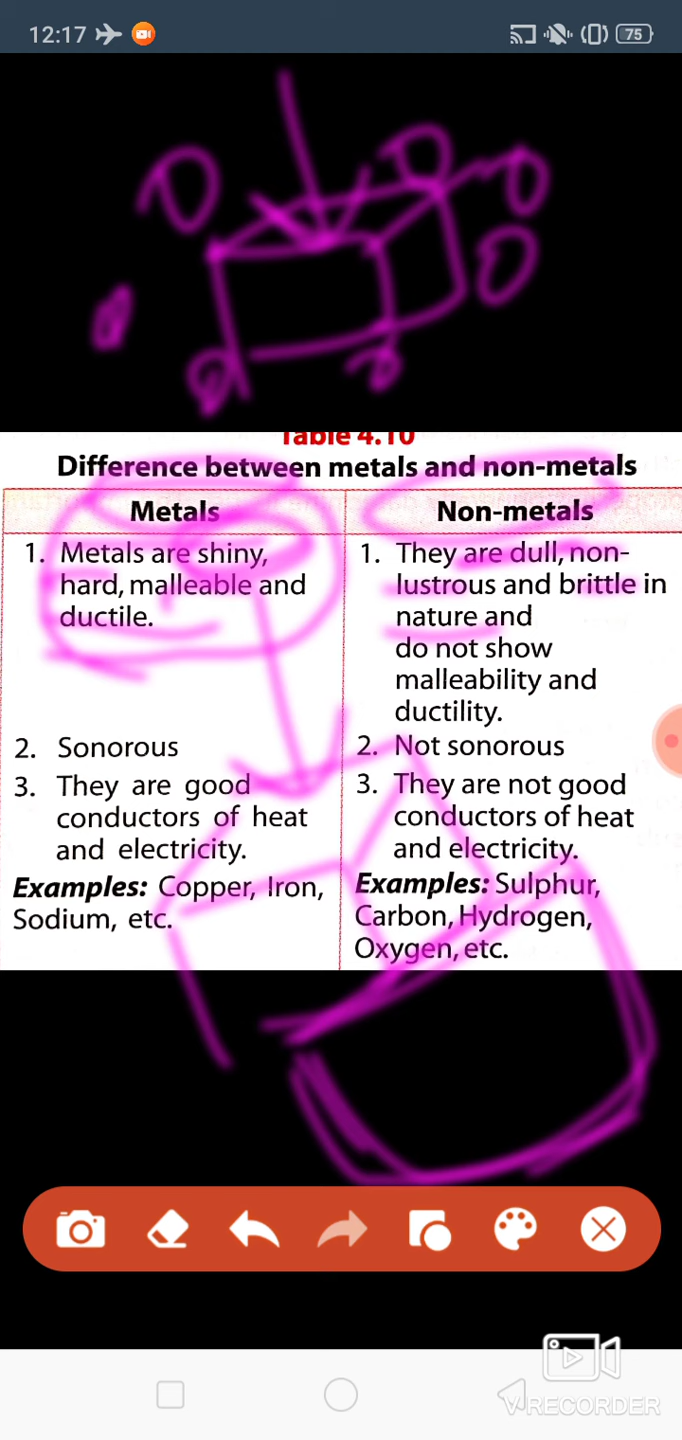 12:17
75
Table 4.10
Difference between metals and non-metals
Metals
Non-metals
1. Metals are shiny,
hard, malleable and
ductile.
1. They are dull, non-
lustrous and brittle in
nature and
do not show
malleability and
ductility.
2. Sonorous
2. Not sonorous
3. They are good
conductors of heat
and electricity.
3. They are not good
conductors of heat
and electricity.
Examples: Copper, Iron,
Sodium, etc.
Examples: Sulphur,
Carbon, Hydrogen,
Oxygen, etc.
V RECORDER